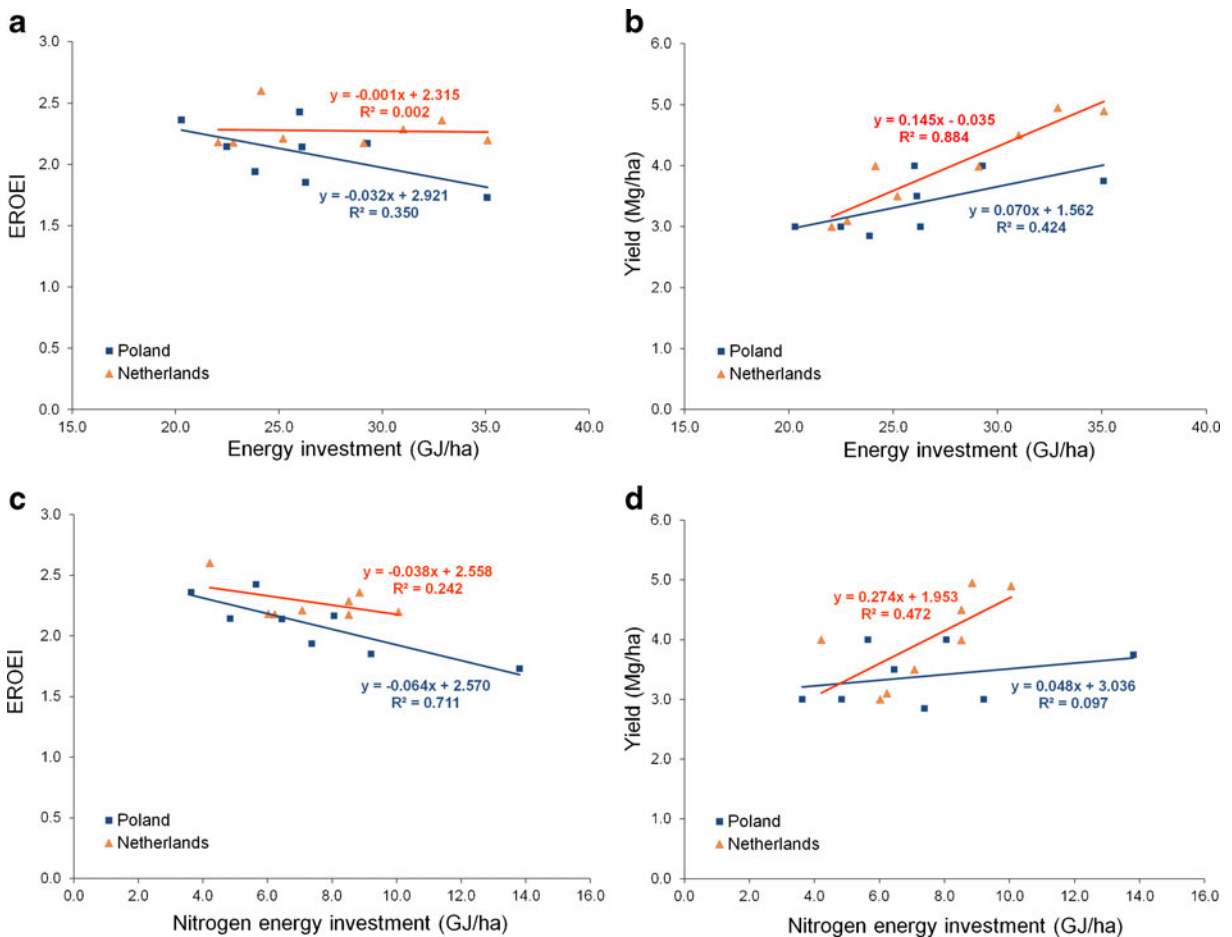 a
3.0
2.5
2.0
1.5
1.0
0.5
0.0
EROEI
y = -0.001x + 2.315
R² = 0.002
y = -0.032x + 2.921
R² = 0.350
Poland
Netherlands
15.0 20.0 25.0 30.0 35.0 40.0
Energy investment (GJ/ha)
b
6.0
5.0
4.0
3.0
2.0
1.0
0.0
Yield (Mg/ha)
y = 0.145x - 0.035
R² = 0.884
y = 0.070x + 1.562
R² = 0.424
Poland
Netherlands
15.0 20.0 25.0 30.0 35.0 40.0
Energy investment (GJ/ha)
c
3.0
2.5
2.0
1.5
1.0
0.5
0.0
EROEI
y = -0.038x + 2.558
R² = 0.242
y = -0.064x + 2.570
R² = 0.711
Poland
Netherlands
0.0 2.0 4.0 6.0 8.0 10.0 12.0 14.0 16.0
Nitrogen energy investment (GJ/ha)
d
6.0
5.0
4.0
3.0
2.0
1.0
0.0
Yield (Mg/ha)
y = 0.274x + 1.953
R² = 0.472
y = 0.048x + 3.036
R² = 0.097
Poland
Netherlands
0.0 2.0 4.0 6.0 8.0 10.0 12.0 14.0 16.0
Nitrogen energy investment (GJ/ha)